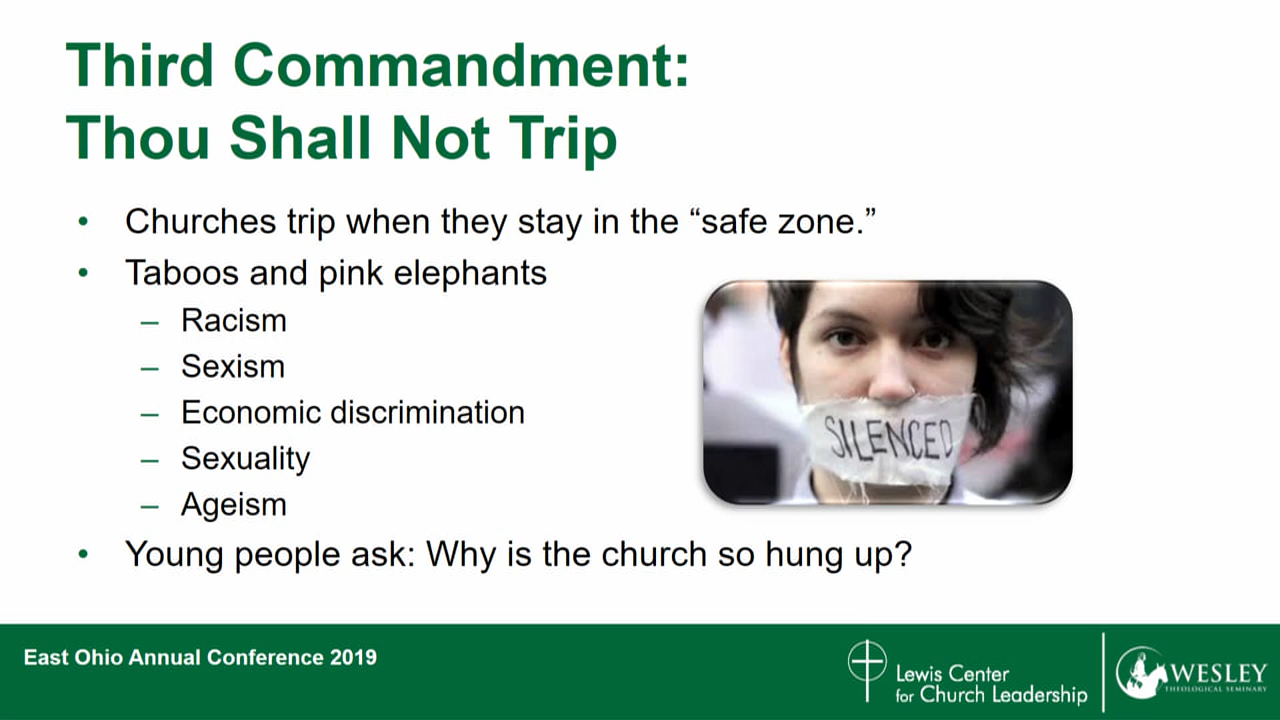 Third Commandment:
Thou Shall Not Trip
• Churches trip when they stay in the “safe zone.”
• Taboos and pink elephants
– Racism
– Sexism
– Economic discrimination
– Sexuality
– Ageism
SILENCED
• Young people ask: Why is the church so hung up?
East Ohio Annual Conference 2019
Lewis Center
for Church Leadership
WESLEY
THEOLOGICAL SEMINARY